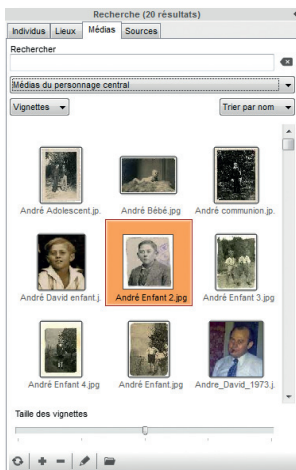 Recherche (20 résultats)
Individus Lieux Médias Sources
Rechercher
Médias du personnage central
Vignettes Trier par nom
André Adolescent.jp. André Bébé.jpg André communion.jp.
André David enfant.j. André Enfant 2.jpg André Enfant 3.jpg
André Enfant 4.jpg André Enfant.jpg Andre_David_1973.j
Taille des vignettes